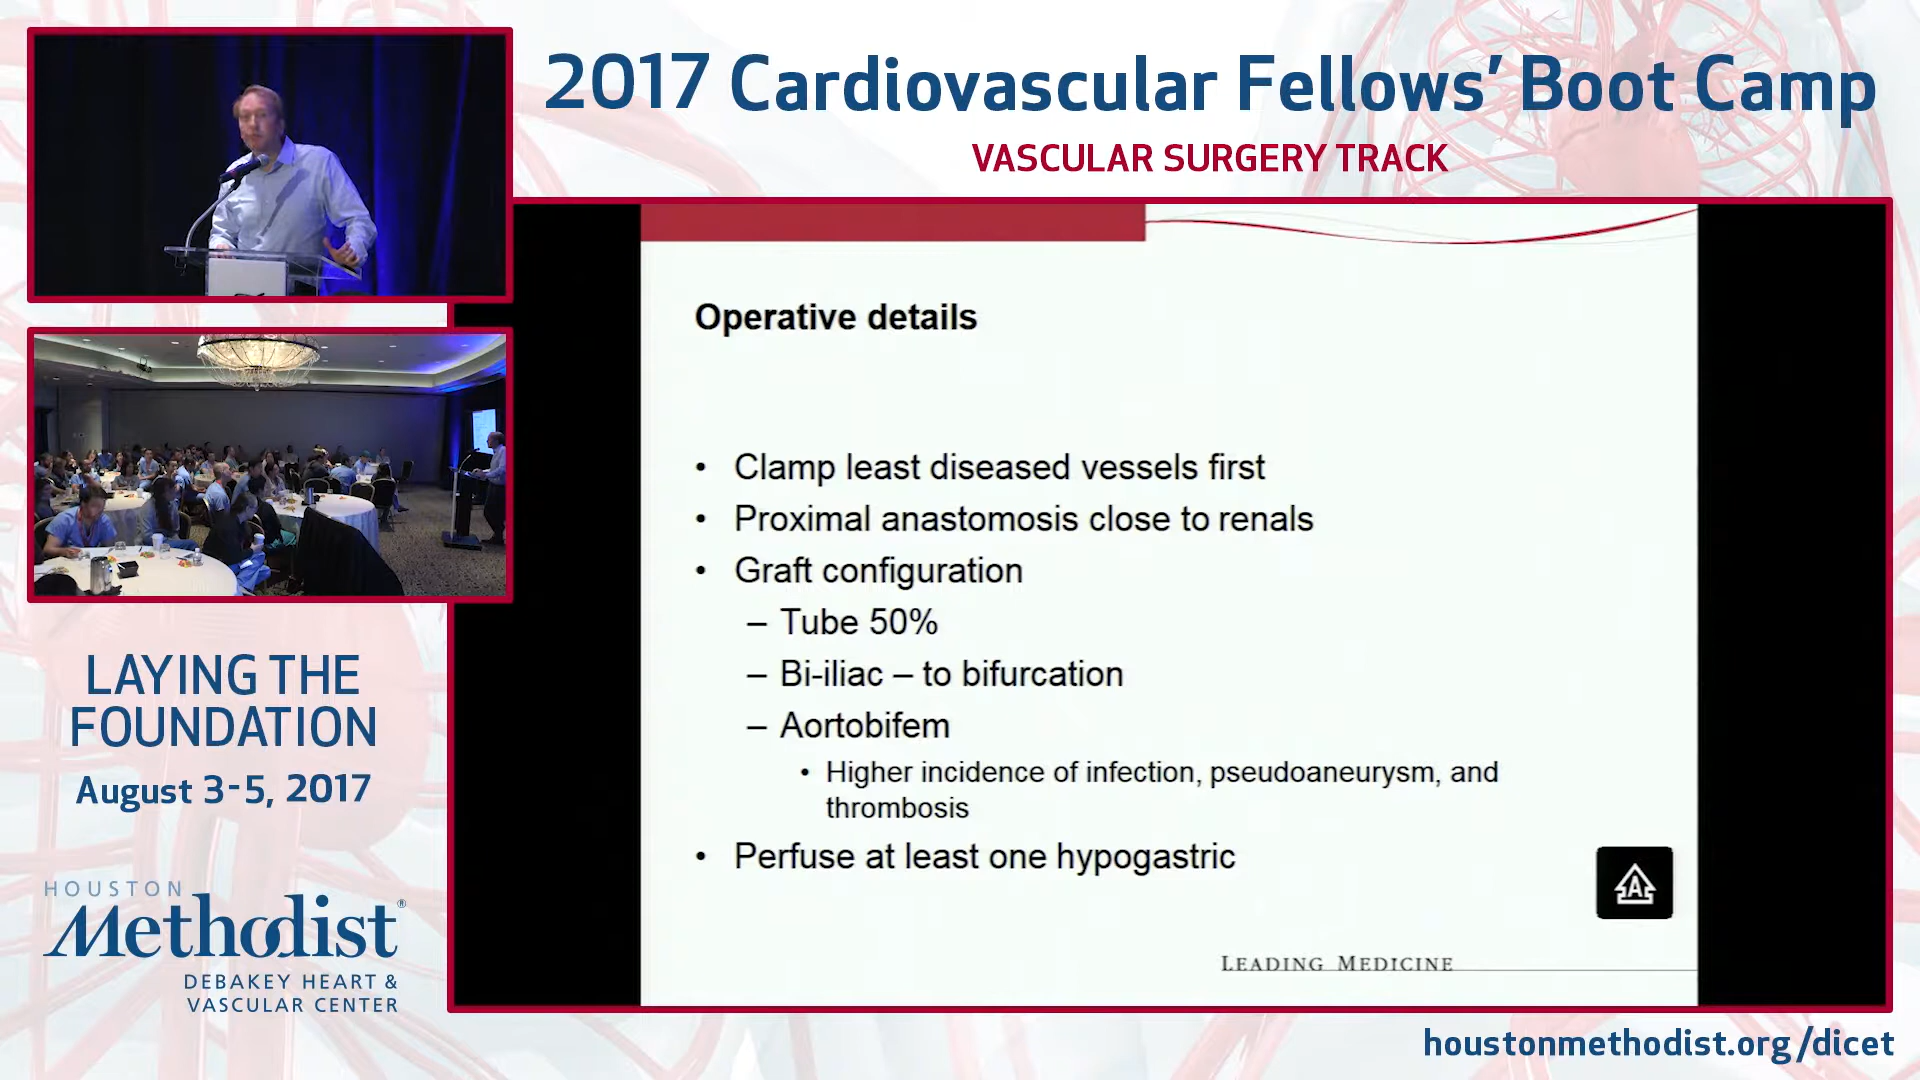 2017 Cardiovascular Fellows’ Boot Camp
VASCULAR SURGERY TRACK
Operative details
• Clamp least diseased vessels first
• Proximal anastomosis close to renals
• Graft configuration
– Tube 50%
– Bi-iliac – to bifurcation
– Aortobifem
• Higher incidence of infection, pseudoaneurysm, and
thrombosis
• Perfuse at least one hypogastric
A
LEADING MEDICINE
LAYING THE
FOUNDATION
August 3-5, 2017
HOUSTON
Methodist®
DEBAKEY HEART &
VASCULAR CENTER
houstonmethodist.org/dicet